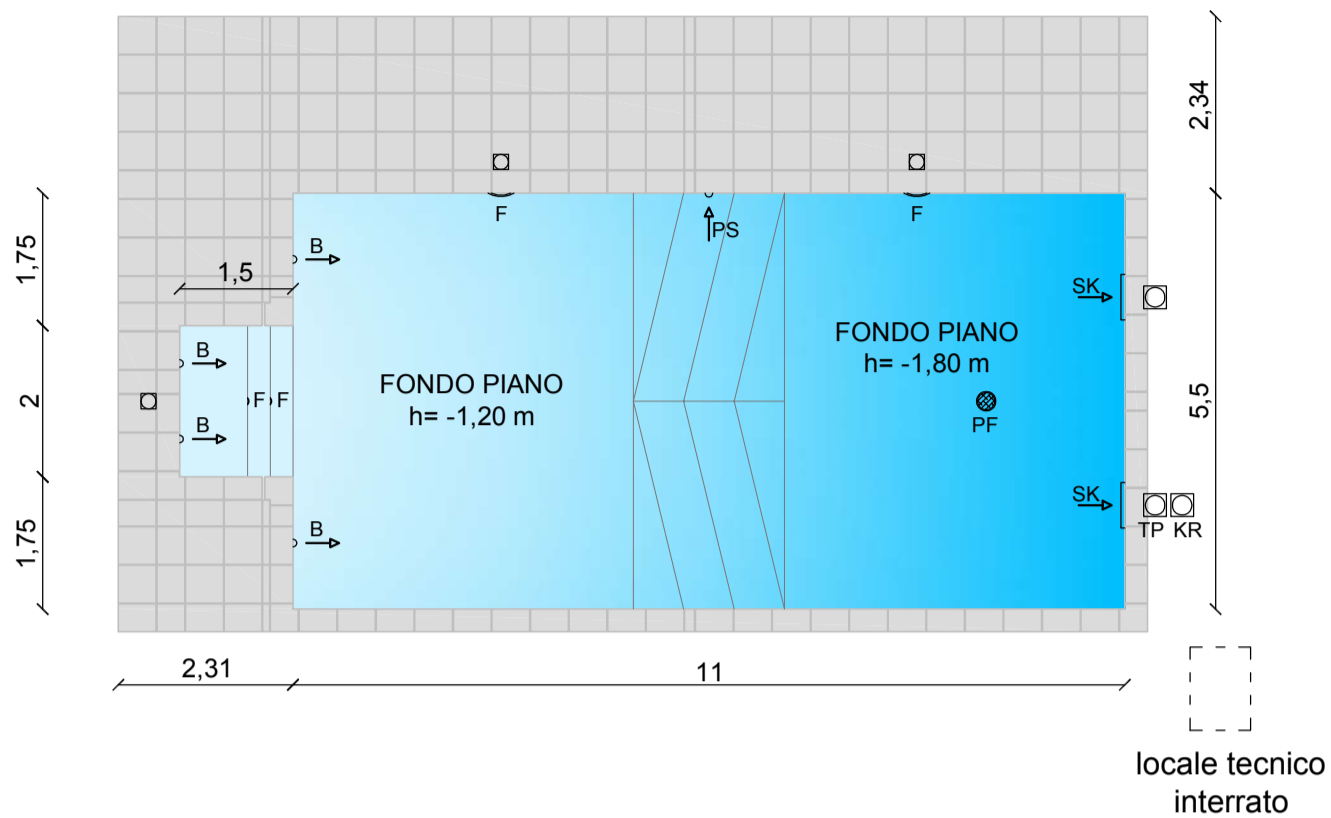 2,34
F
F
PS
B
1,75
1,5
SK
FONDO PIANO
h= -1,80 m
B
FONDO PIANO
h= -1,20 m
2
F
F
5,5
PF
B
SK
1,75
B
TP
KR
2,31
11
locale tecnico
interrato